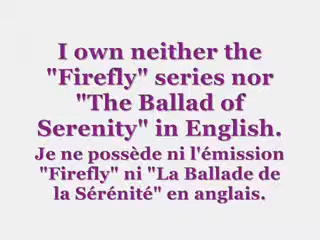 I own neither the
"Firefly" series nor
"The Ballad of
Serenity" in English.
Je ne possède ni l'émission
"Firefly" ni "La Ballade de
la Sérénité" en anglais.